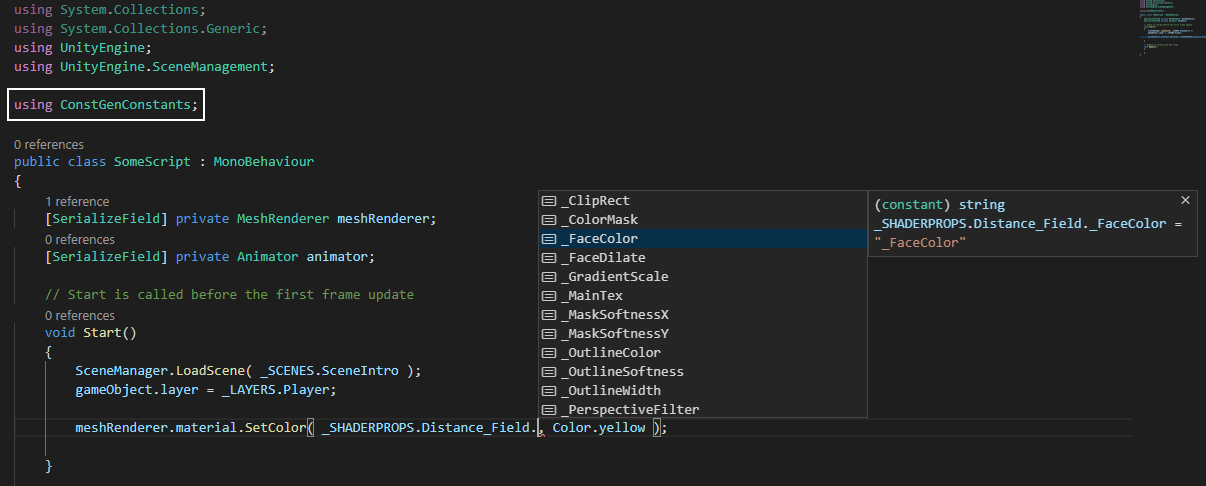 using System.Collections;
using System.Collections.Generic;
using UnityEngine;
using UnityEngine.SceneManagement;
using ConstGenConstants;
0 references
public class SomeScript : MonoBehaviour
{
1 reference
[SerializeField] private MeshRenderer meshRenderer;
0 references
[SerializeField] private Animator animator;
// Start is called before the first frame update
0 references
void Start()
{
SceneManager.LoadScene( _SCENES.SceneIntro );
gameObject.layer = _LAYERS.Player;
meshRenderer.material.SetColor( _SHADERPROPS.Distance_Field., Color.yellow );
}
_ClipRect
_ColorMask
_FaceColor
_FaceDilate
_GradientScale
_MainTex
_MaskSoftnessX
_MaskSoftnessY
_OutlineColor
_OutlineSoftness
_OutlineWidth
_PerspectiveFilter
(constant) string
_SHADERPROPS.Distance_Field._FaceColor =
"_FaceColor"